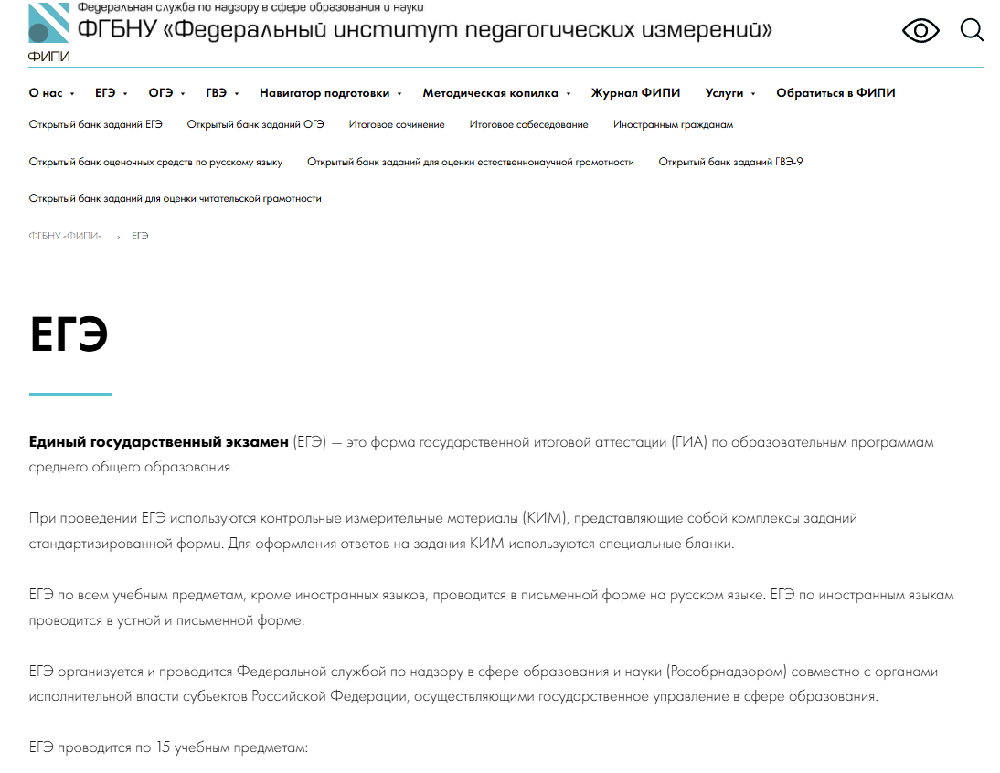 Федеральная служба по надзору в сфере образования и науки
ФГБНУ «Федеральный институт педагогических измерений»
ФИПИ
О нас ЕГЭ ОГЭ ГВЭ Навигатор подготовки Методическая копилка Журнал ФИПИ Услуги Обратиться в ФИПИ
Открытый банк заданий ЕГЭ Открытый банк заданий ОГЭ Итоговое сочинение Итоговое собеседование Иностранным гражданам
Открытый банк оценочных средств по русскому языку Открытый банк заданий для оценки естественнонаучной грамотности Открытый банк заданий ГВЭ-9
Открытый банк заданий для оценки читательской грамотности
ФГБНУ «ФИПИ» → ЕГЭ
ЕГЭ
Единый государственный экзамен (ЕГЭ) — это форма государственной итоговой аттестации (ГИА) по образовательным программам
среднего общего образования.
При проведении ЕГЭ используются контрольные измерительные материалы (КИМ), представляющие собой комплексы заданий
стандартизированной формы. Для оформления ответов на задания КИМ используются специальные бланки.
ЕГЭ по всем учебным предметам, кроме иностранных языков, проводится в письменной форме на русском языке. ЕГЭ по иностранным языкам
проводится в устной и письменной форме.
ЕГЭ организуется и проводится Федеральной службой по надзору в сфере образования и науки (Рособрнадзором) совместно с органами
исполнительной власти субъектов Российской Федерации, осуществляющими государственное управление в сфере образования.
ЕГЭ проводится по 15 учебным предметам: